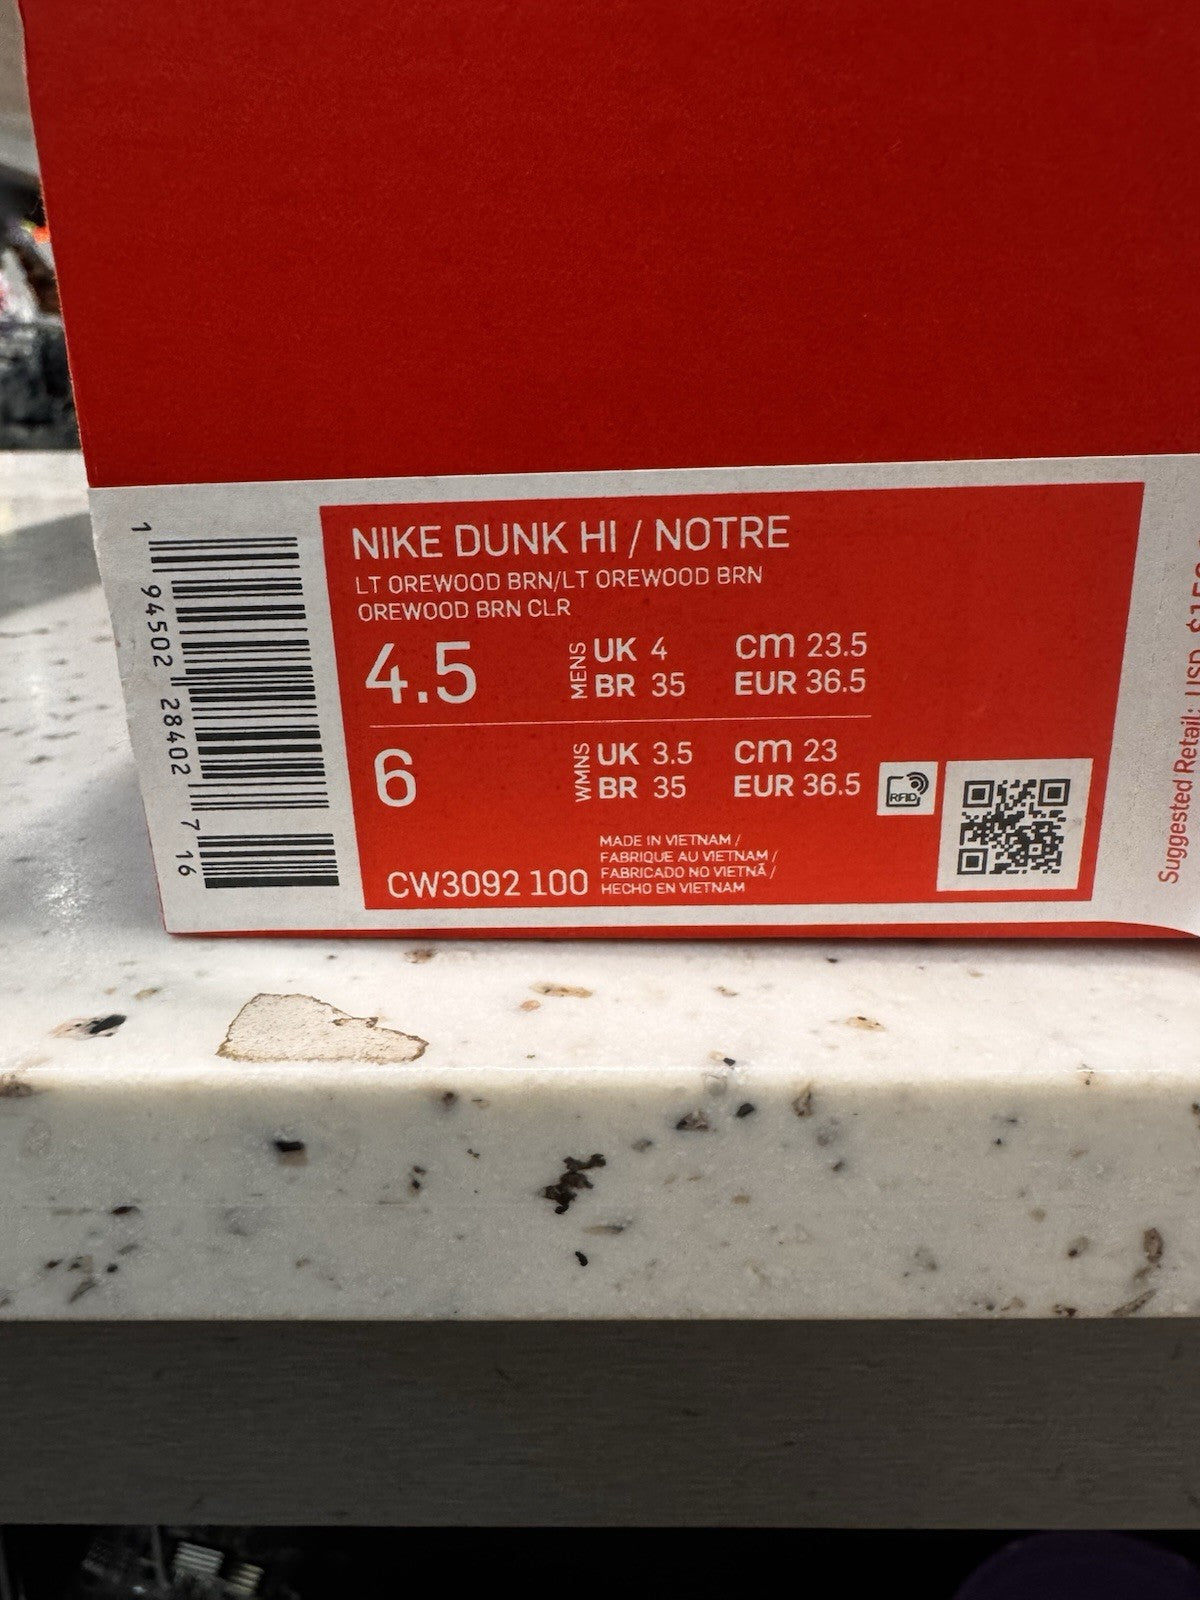 NIKE DUNK HI / NOTRE
LT OREWOOD BRN/LT OREWOOD BRN
OREWOOD BRN CLR
4.5
MENS
UK 4
cm 23.5
BR 35
EUR 36.5
6
WMNS
UK 3.5
cm 23
BR 35
EUR 36.5
RFID
CW3092 100
MADE IN VIETNAM /
FABRIQUE AU VIETNAM /
FABRICADO NO VIETNÃ /
HECHO EN VIETNAM
1 94502 28402 7 16
Suggested Retail: USD